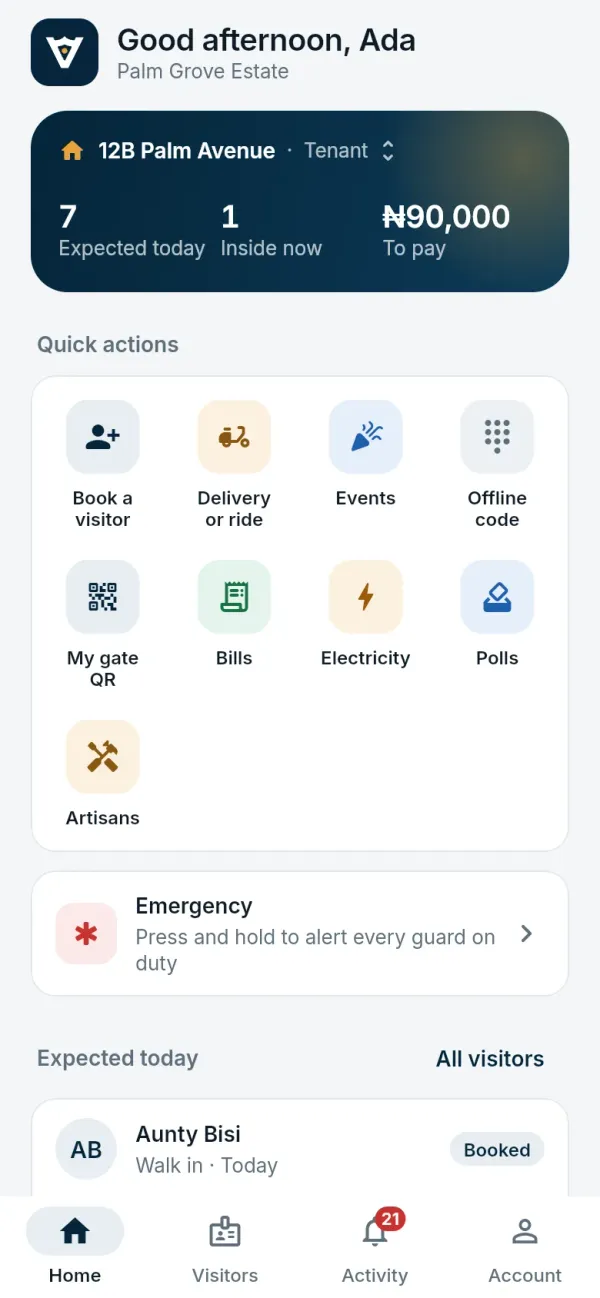 Good afternoon, Ada
Palm Grove Estate
12B Palm Avenue · Tenant
7
Expected today
1
Inside now
₦90,000
To pay
Quick actions
Book a
visitor
Delivery
or ride
Events
Offline
code
My gate
QR
Bills
Electricity
Polls
Artisans
Emergency
Press and hold to alert every guard on
duty
Expected today
All visitors
AB
Aunty Bisi
Walk in · Today
Booked
21
Home
Visitors
Activity
Account